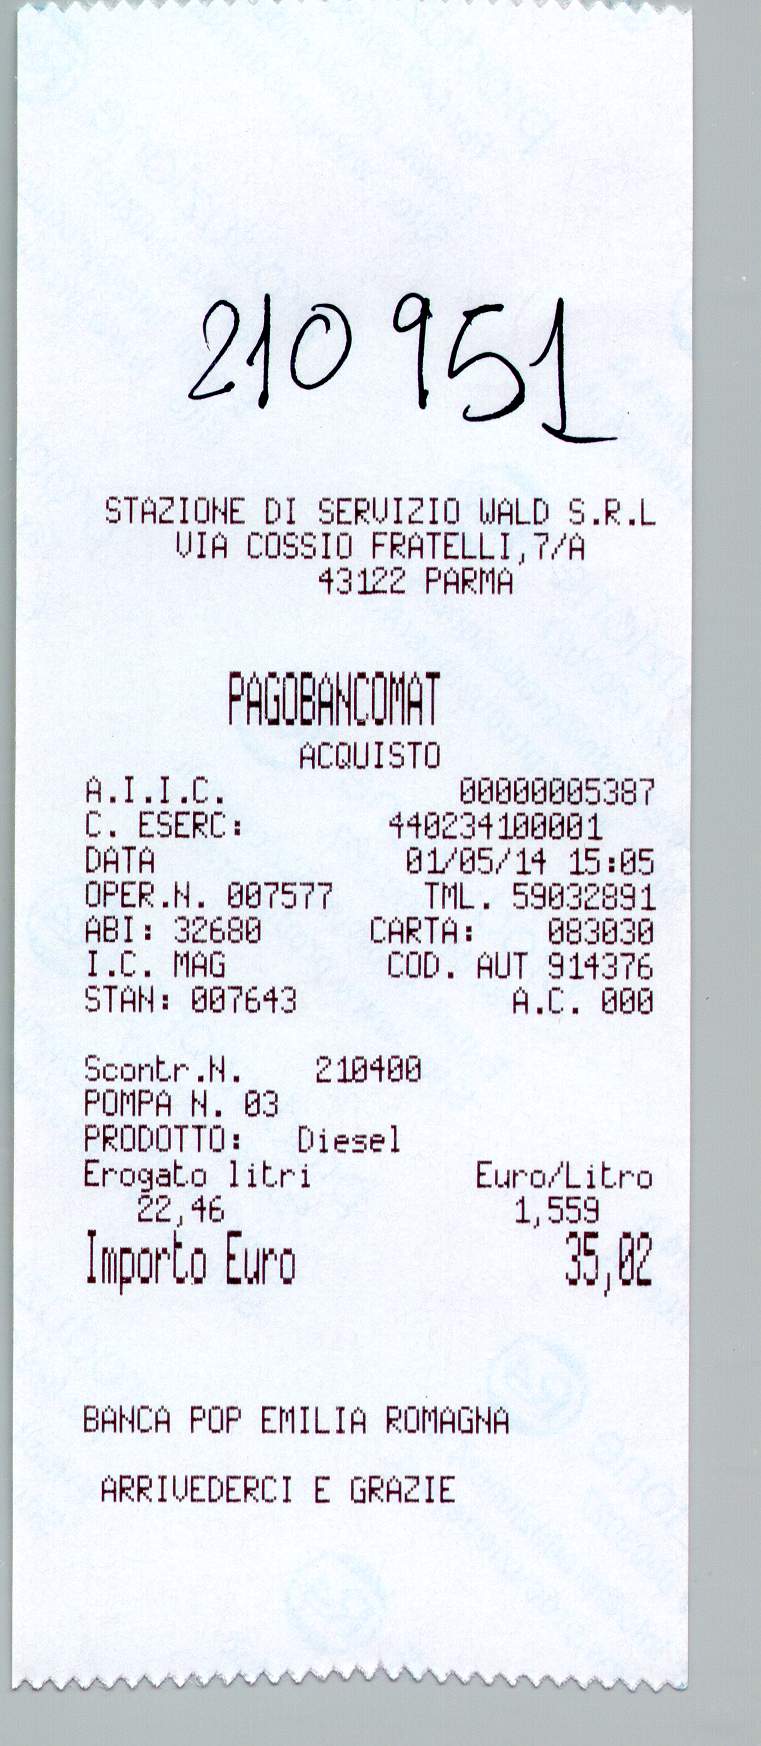 210 951
STAZIONE DI SERVIZIO WALD S.R.L
VIA COSSIO FRATELLI,7/A
43122 PARMA
PAGOBANCOMAT
ACQUISTO
A.I.I.C. 00000005387
C. ESERC: 440234100001
DATA 01/05/14 15:05
OPER.N. 007577 TML. 59032891
ABI: 32680 CARTA: 083030
I.C. MAG COD. AUT 914376
STAN: 007643 A.C. 000
Scontr.N. 210400
POMPA N. 03
PRODOTTO: Diesel
Erogato litri Euro/Litro
22,46 1,559
Importo Euro 35,02
BANCA POP EMILIA ROMAGNA
ARRIVEDERCI E GRAZIE